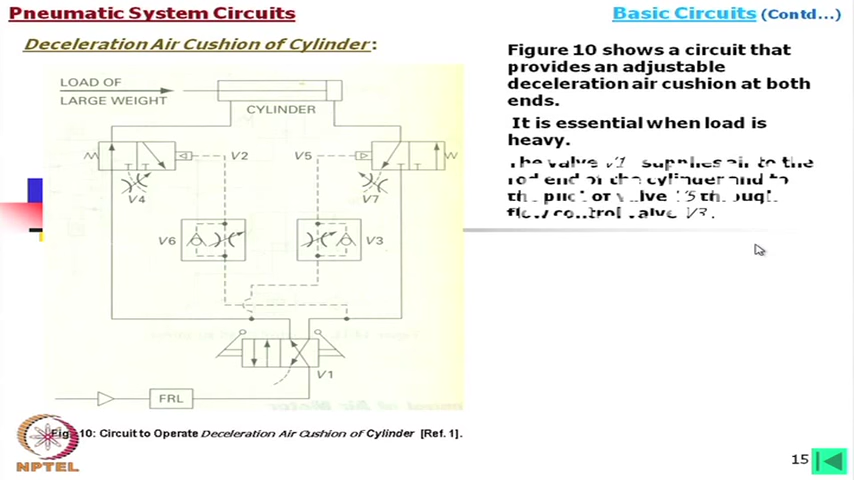 Pneumatic System Circuits
Basic Circuits (Contd...)
Deceleration Air Cushion of Cylinder:
LOAD OF
LARGE WEIGHT
CYLINDER
V2
V5
T T
T T
V4
V7
V6
V3
V1
FRL
Figure 10 shows a circuit that
provides an adjustable
deceleration air cushion at both
ends.
It is essential when load is
heavy.
The valve V1 supplies air to the
rod end of the cylinder and to
the pilot of valve V5 through
flow control valve V3.
Fig. 10: Circuit to Operate Deceleration Air Cushion of Cylinder [Ref. 1].
NPTEL
15